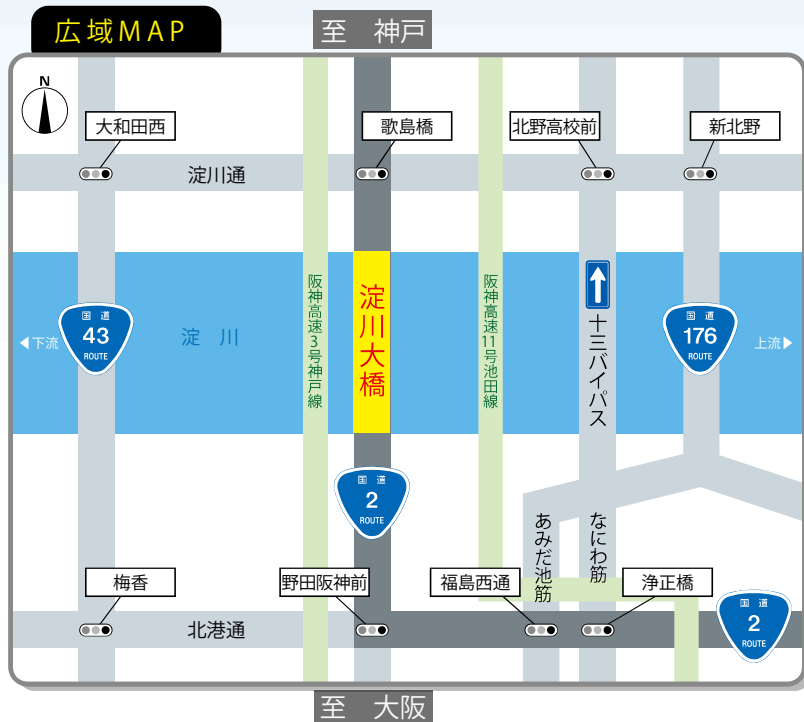 広域MAP
至 神戸
N
大和田西
歌島橋
北野高校前
新北野
淀川通
国道
43
ROUTE
◀下流
淀川
阪神高速3号神戸線
淀川大橋
阪神高速11号池田線
十三バイパス
国道
176
ROUTE
上流▶
国道
2
ROUTE
あみだ池筋
なにわ筋
梅香
野田阪神前
福島西通
浄正橋
北港通
国道
2
ROUTE
至 大阪